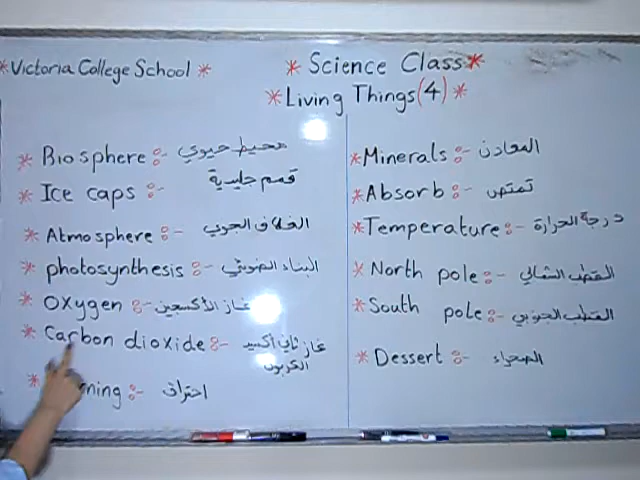 *Victoria College School *
* Science Class *
* Living Things (4) *
* Biosphere :- محيط حيوي
* Ice caps :- قمم جليدية
* Atmosphere :- الغلاف الجوي
* photosynthesis :- البناء الضوئي
* Oxygen :- غاز الأكسجين
* Carbon dioxide :- غاز ثاني أكسيد
الكربون
* ning :- احتراق
* Minerals :- المعادن
* Absorb :- تمتص
* Temperature :- درجة الحرارة
* North pole :- القطب الشمالي
* South pole :- القطب الجنوبي
* Dessert :- الصحراء